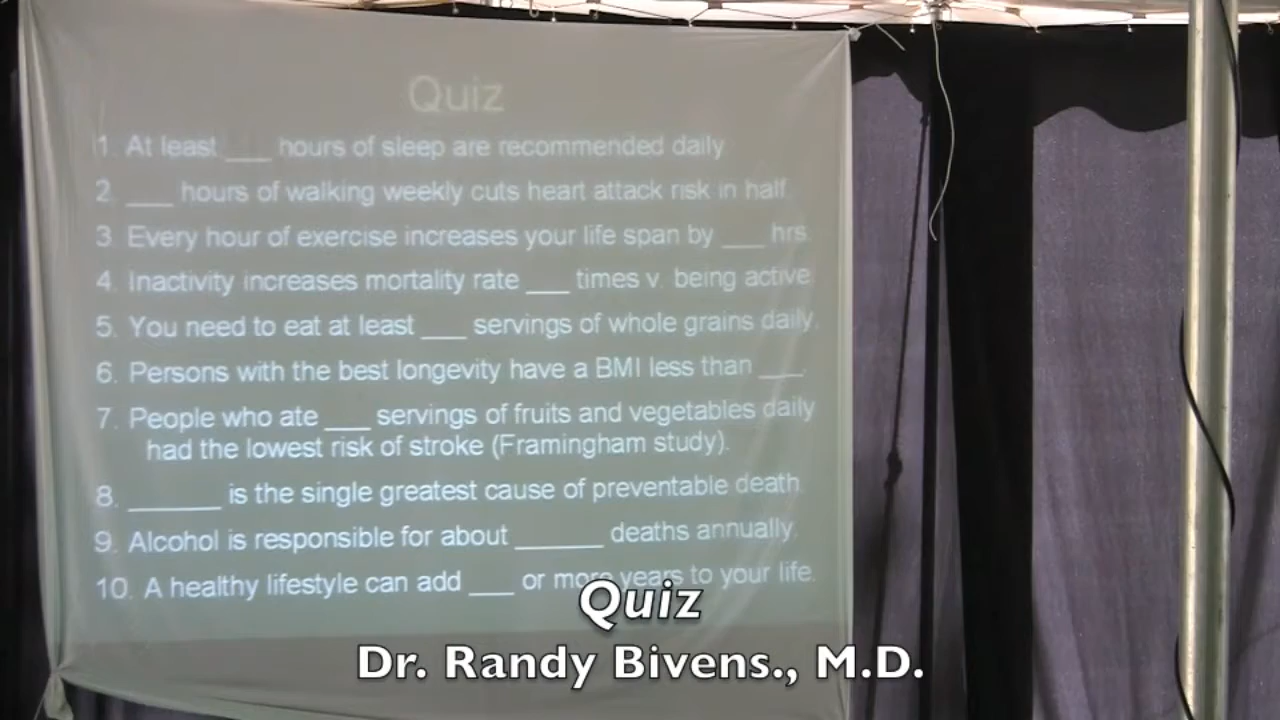 Quiz
1. At least ___ hours of sleep are recommended daily
2. ___ hours of walking weekly cuts heart attack risk in half.
3. Every hour of exercise increases your life span by ___ hrs.
4. Inactivity increases mortality rate ___ times v. being active
5. You need to eat at least ___ servings of whole grains daily.
6. Persons with the best longevity have a BMI less than ___.
7. People who ate ___ servings of fruits and vegetables daily
had the lowest risk of stroke (Framingham study).
8. ______ is the single greatest cause of preventable death.
9. Alcohol is responsible for about ______ deaths annually.
10. A healthy lifestyle can add ___ or more years to your life.
Quiz
Dr. Randy Bivens., M.D.